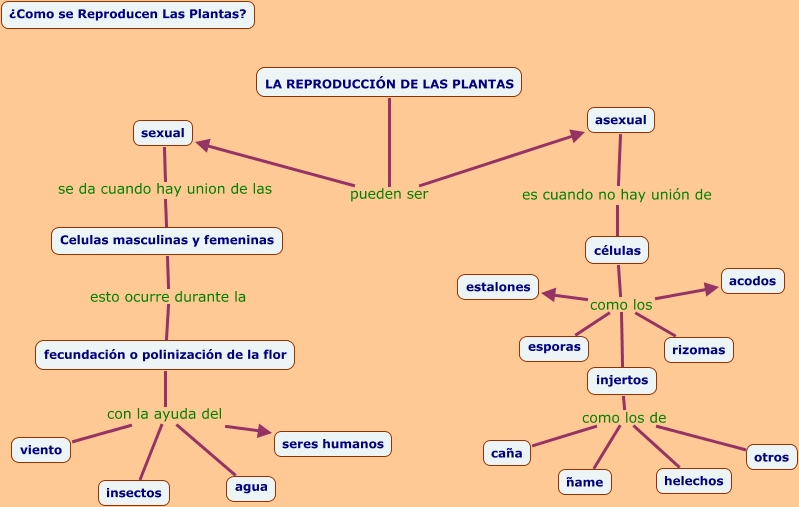 ¿Como se Reproducen Las Plantas?
LA REPRODUCCIÓN DE LAS PLANTAS
pueden ser
sexual
se da cuando hay union de las
Celulas masculinas y femeninas
esto ocurre durante la
fecundación o polinización de la flor
con la ayuda del
viento
insectos
agua
seres humanos
asexual
es cuando no hay unión de
células
como los
estalones
esporas
injertos
rizomas
acodos
como los de
caña
ñame
helechos
otros